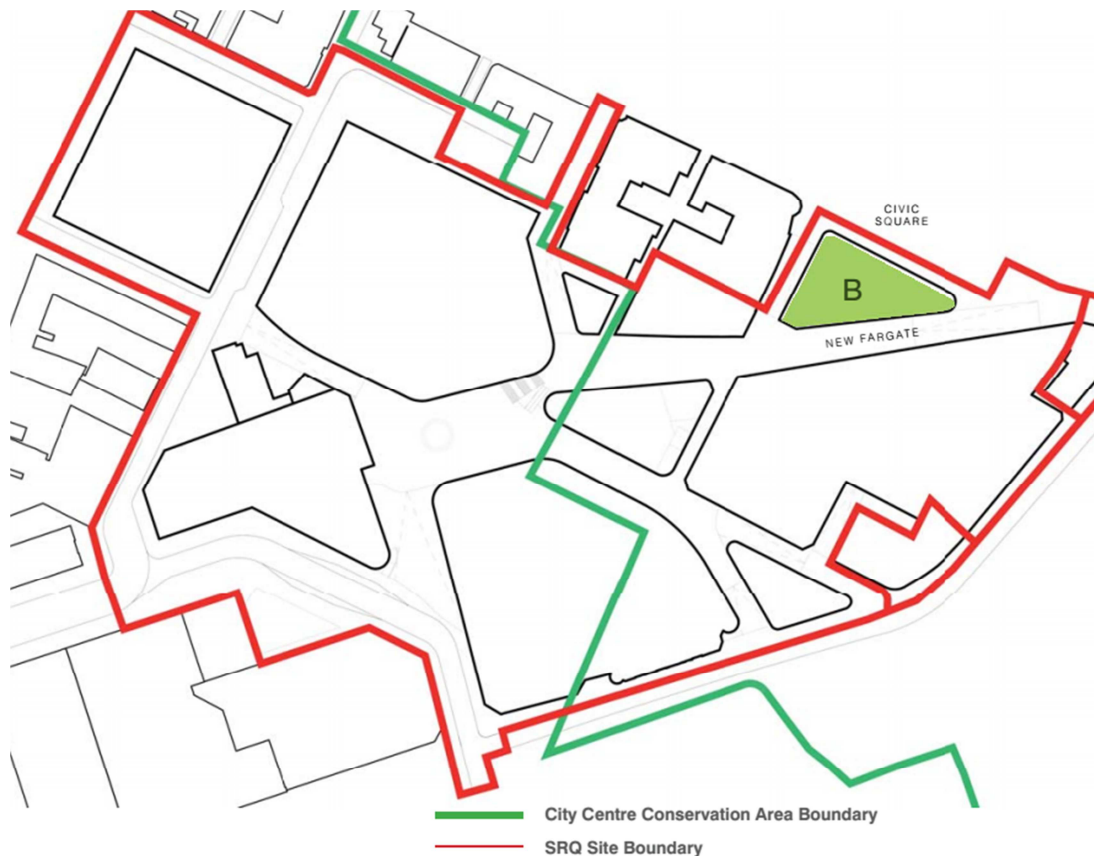 CIVIC
SQUARE
B
NEW FARGATE
City Centre Conservation Area Boundary
SRQ Site Boundary